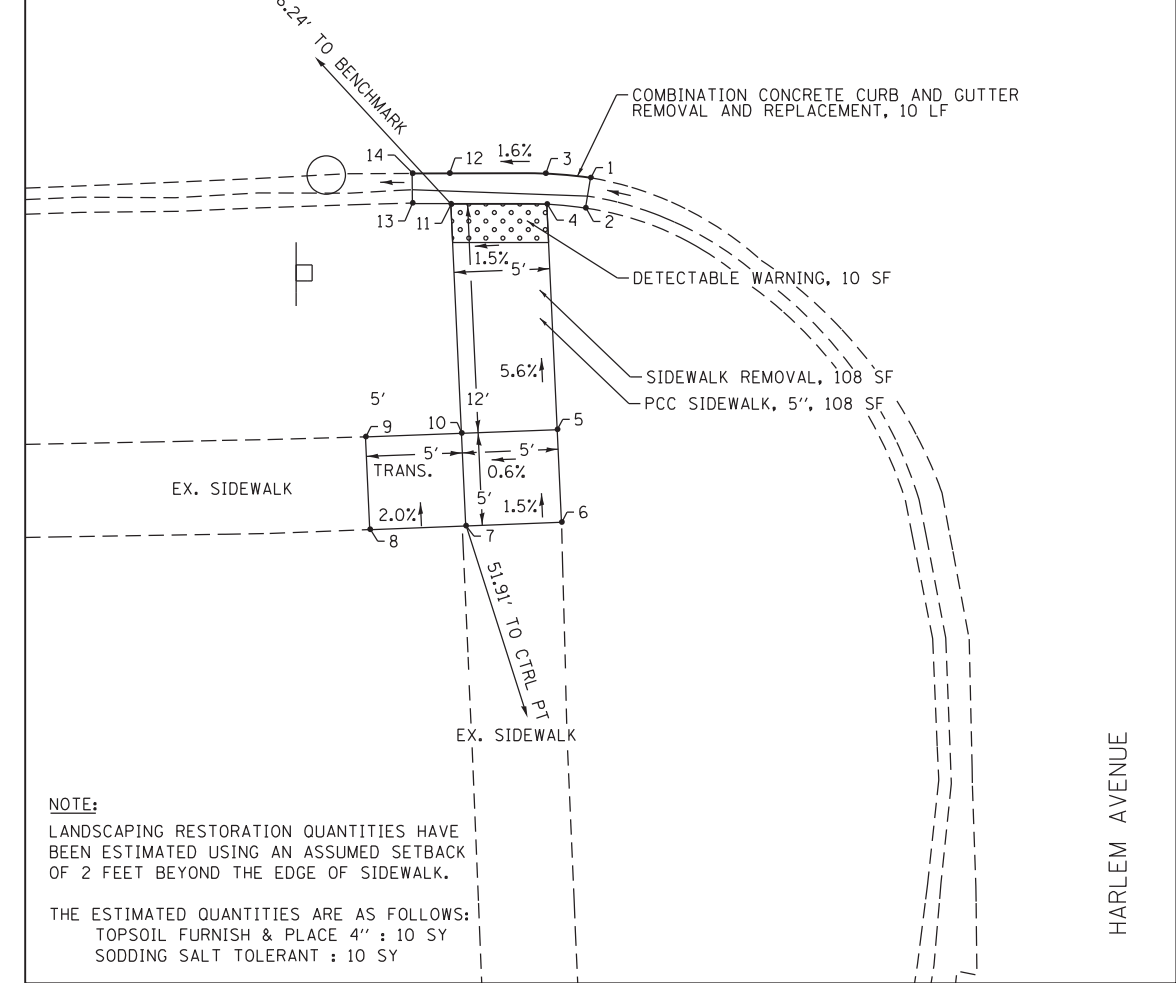 .24' TO BENCHMARK
COMBINATION CONCRETE CURB AND GUTTER
REMOVAL AND REPLACEMENT, 10 LF
14
12
1.6%
3
1
13
11
4
2
1.5%
5'
DETECTABLE WARNING, 10 SF
5.6%
SIDEWALK REMOVAL, 108 SF
PCC SIDEWALK, 5", 108 SF
5'
12'
9
10
5
5'
5'
TRANS.
0.6%
EX. SIDEWALK
5'
2.0%
1.5%
6
8
7
51.91' TO CTRL PT
EX. SIDEWALK
HARLEM AVENUE
NOTE:
LANDSCAPING RESTORATION QUANTITIES HAVE
BEEN ESTIMATED USING AN ASSUMED SETBACK
OF 2 FEET BEYOND THE EDGE OF SIDEWALK.
THE ESTIMATED QUANTITIES ARE AS FOLLOWS:
TOPSOIL FURNISH & PLACE 4" : 10 SY
SODDING SALT TOLERANT : 10 SY